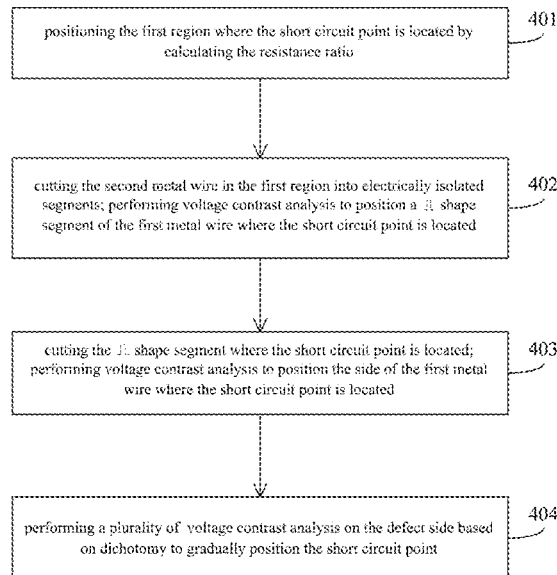 positioning the first region where the short circuit point is located by
calculating the resistance ratio
401
cutting the second metal wire in the first region into electrically isolated
segments; performing voltage contrast analysis to position a 几 shape
segment of the first metal wire where the short circuit point is located
402
cutting the 几 shape segment where the short circuit point is located;
performing voltage contrast analysis to position the side of the first metal
wire where the short circuit point is located
403
performing a plurality of voltage contrast analysis on the defect side based
on dichotomy to gradually position the short circuit point
404